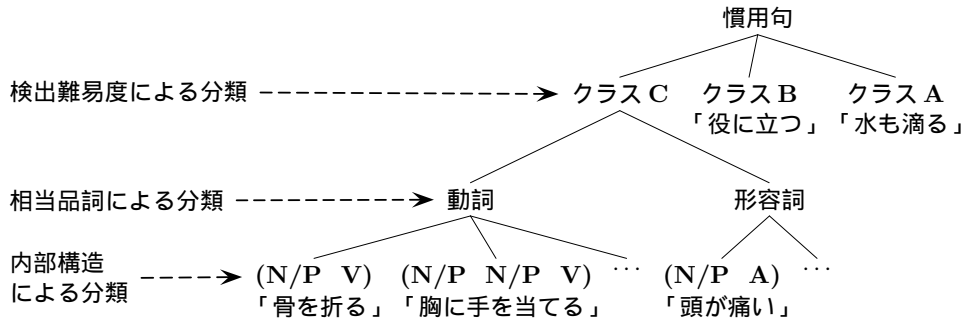 慣用句
検出難易度による分類
クラス C クラス B クラス A
「役に立つ」「水も滴る」
相当品詞による分類
動詞 形容詞
内部構造
による分類
(N/P V) (N/P N/P V) ... (N/P A) ...
「骨を折る」「胸に手を当てる」 「頭が痛い」